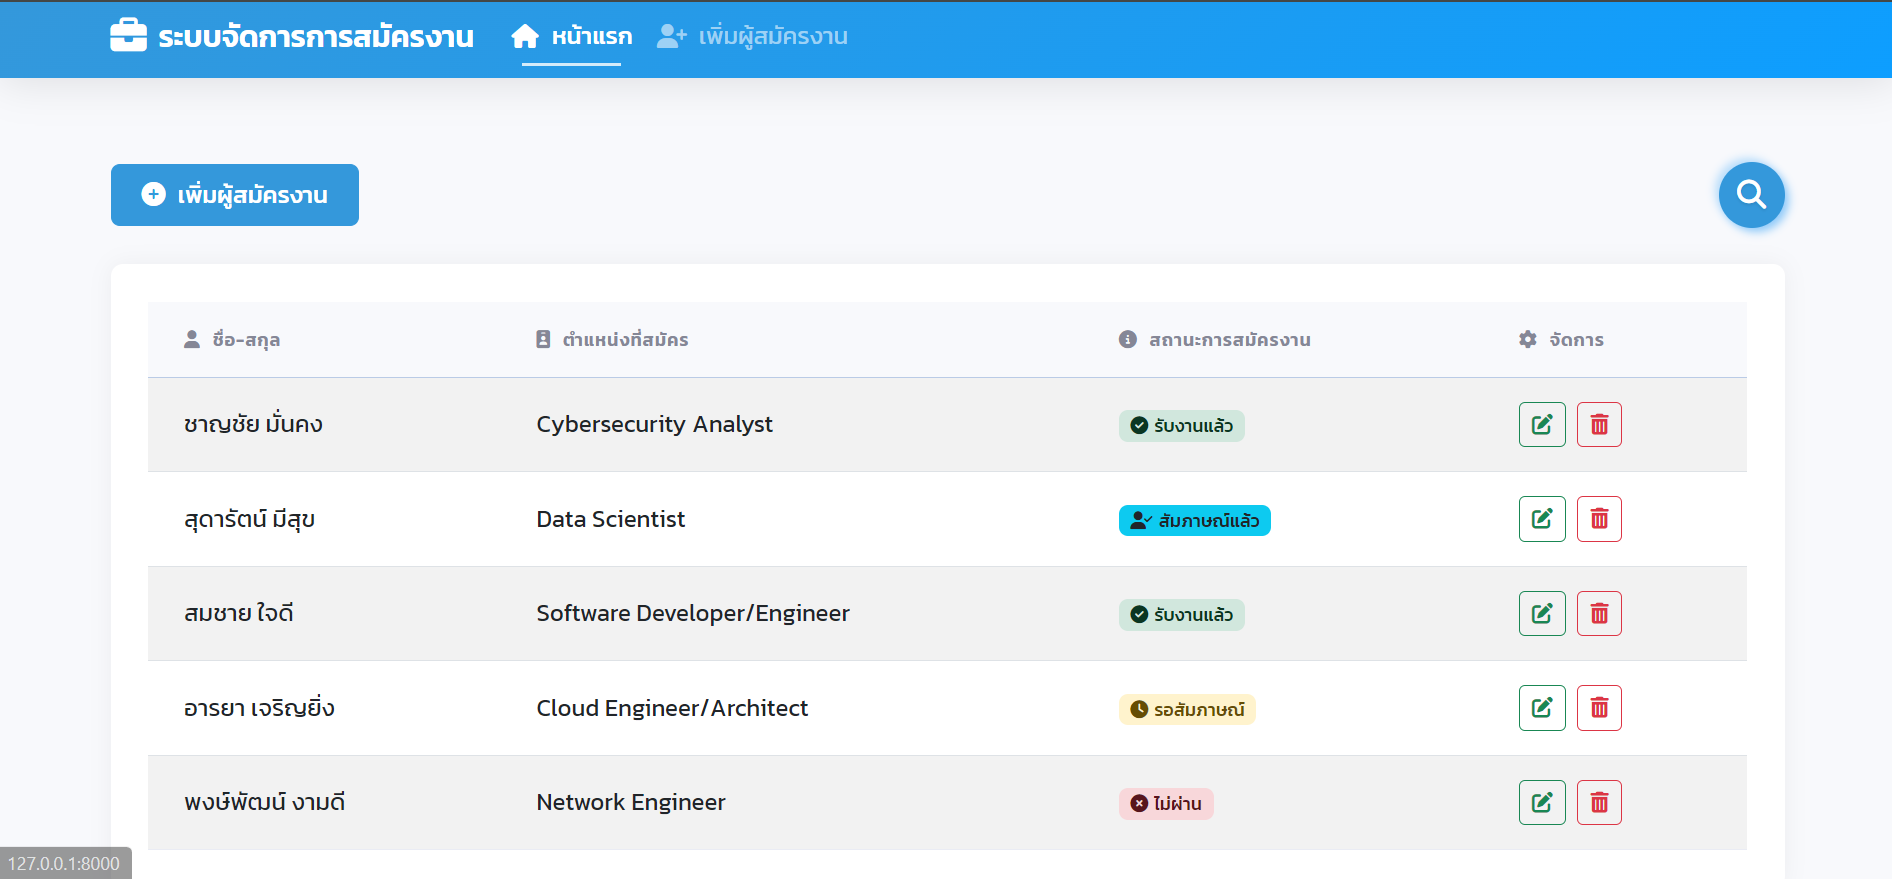 ระบบจัดการการสมัครงาน หน้าแรก เพิ่มผู้สมัครงาน
เพิ่มผู้สมัครงาน
ชื่อ-สกุล ตำแหน่งที่สมัคร สถานะการสมัครงาน จัดการ
ชาญชัย มั่นคง Cybersecurity Analyst รับงานแล้ว
สุดารัตน์ มีสุข Data Scientist สัมภาษณ์แล้ว
สมชาย ใจดี Software Developer/Engineer รับงานแล้ว
อารยา เจริญยิ่ง Cloud Engineer/Architect รอสัมภาษณ์
พงษ์พัฒน์ งามดี Network Engineer ไม่ผ่าน
127.0.0.1:8000